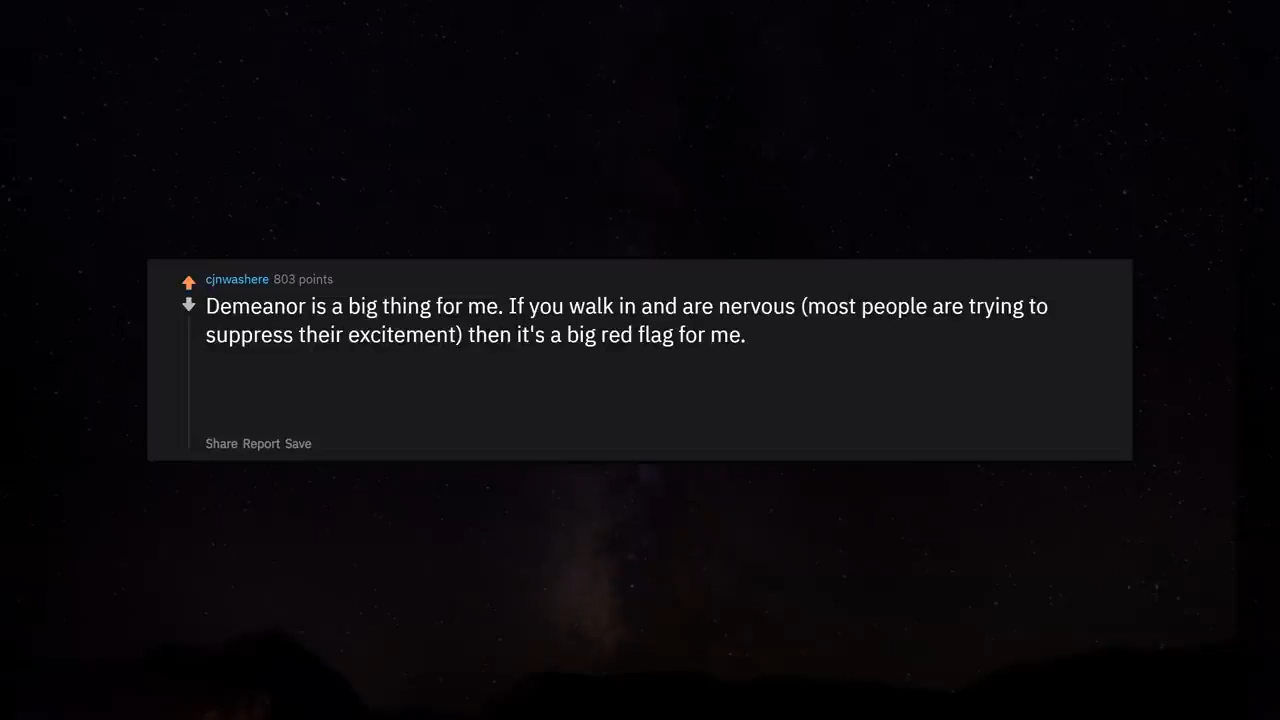 cjnwashere 803 points
Demeanor is a big thing for me. If you walk in and are nervous (most people are trying to
suppress their excitement) then it's a big red flag for me.
Share Report Save